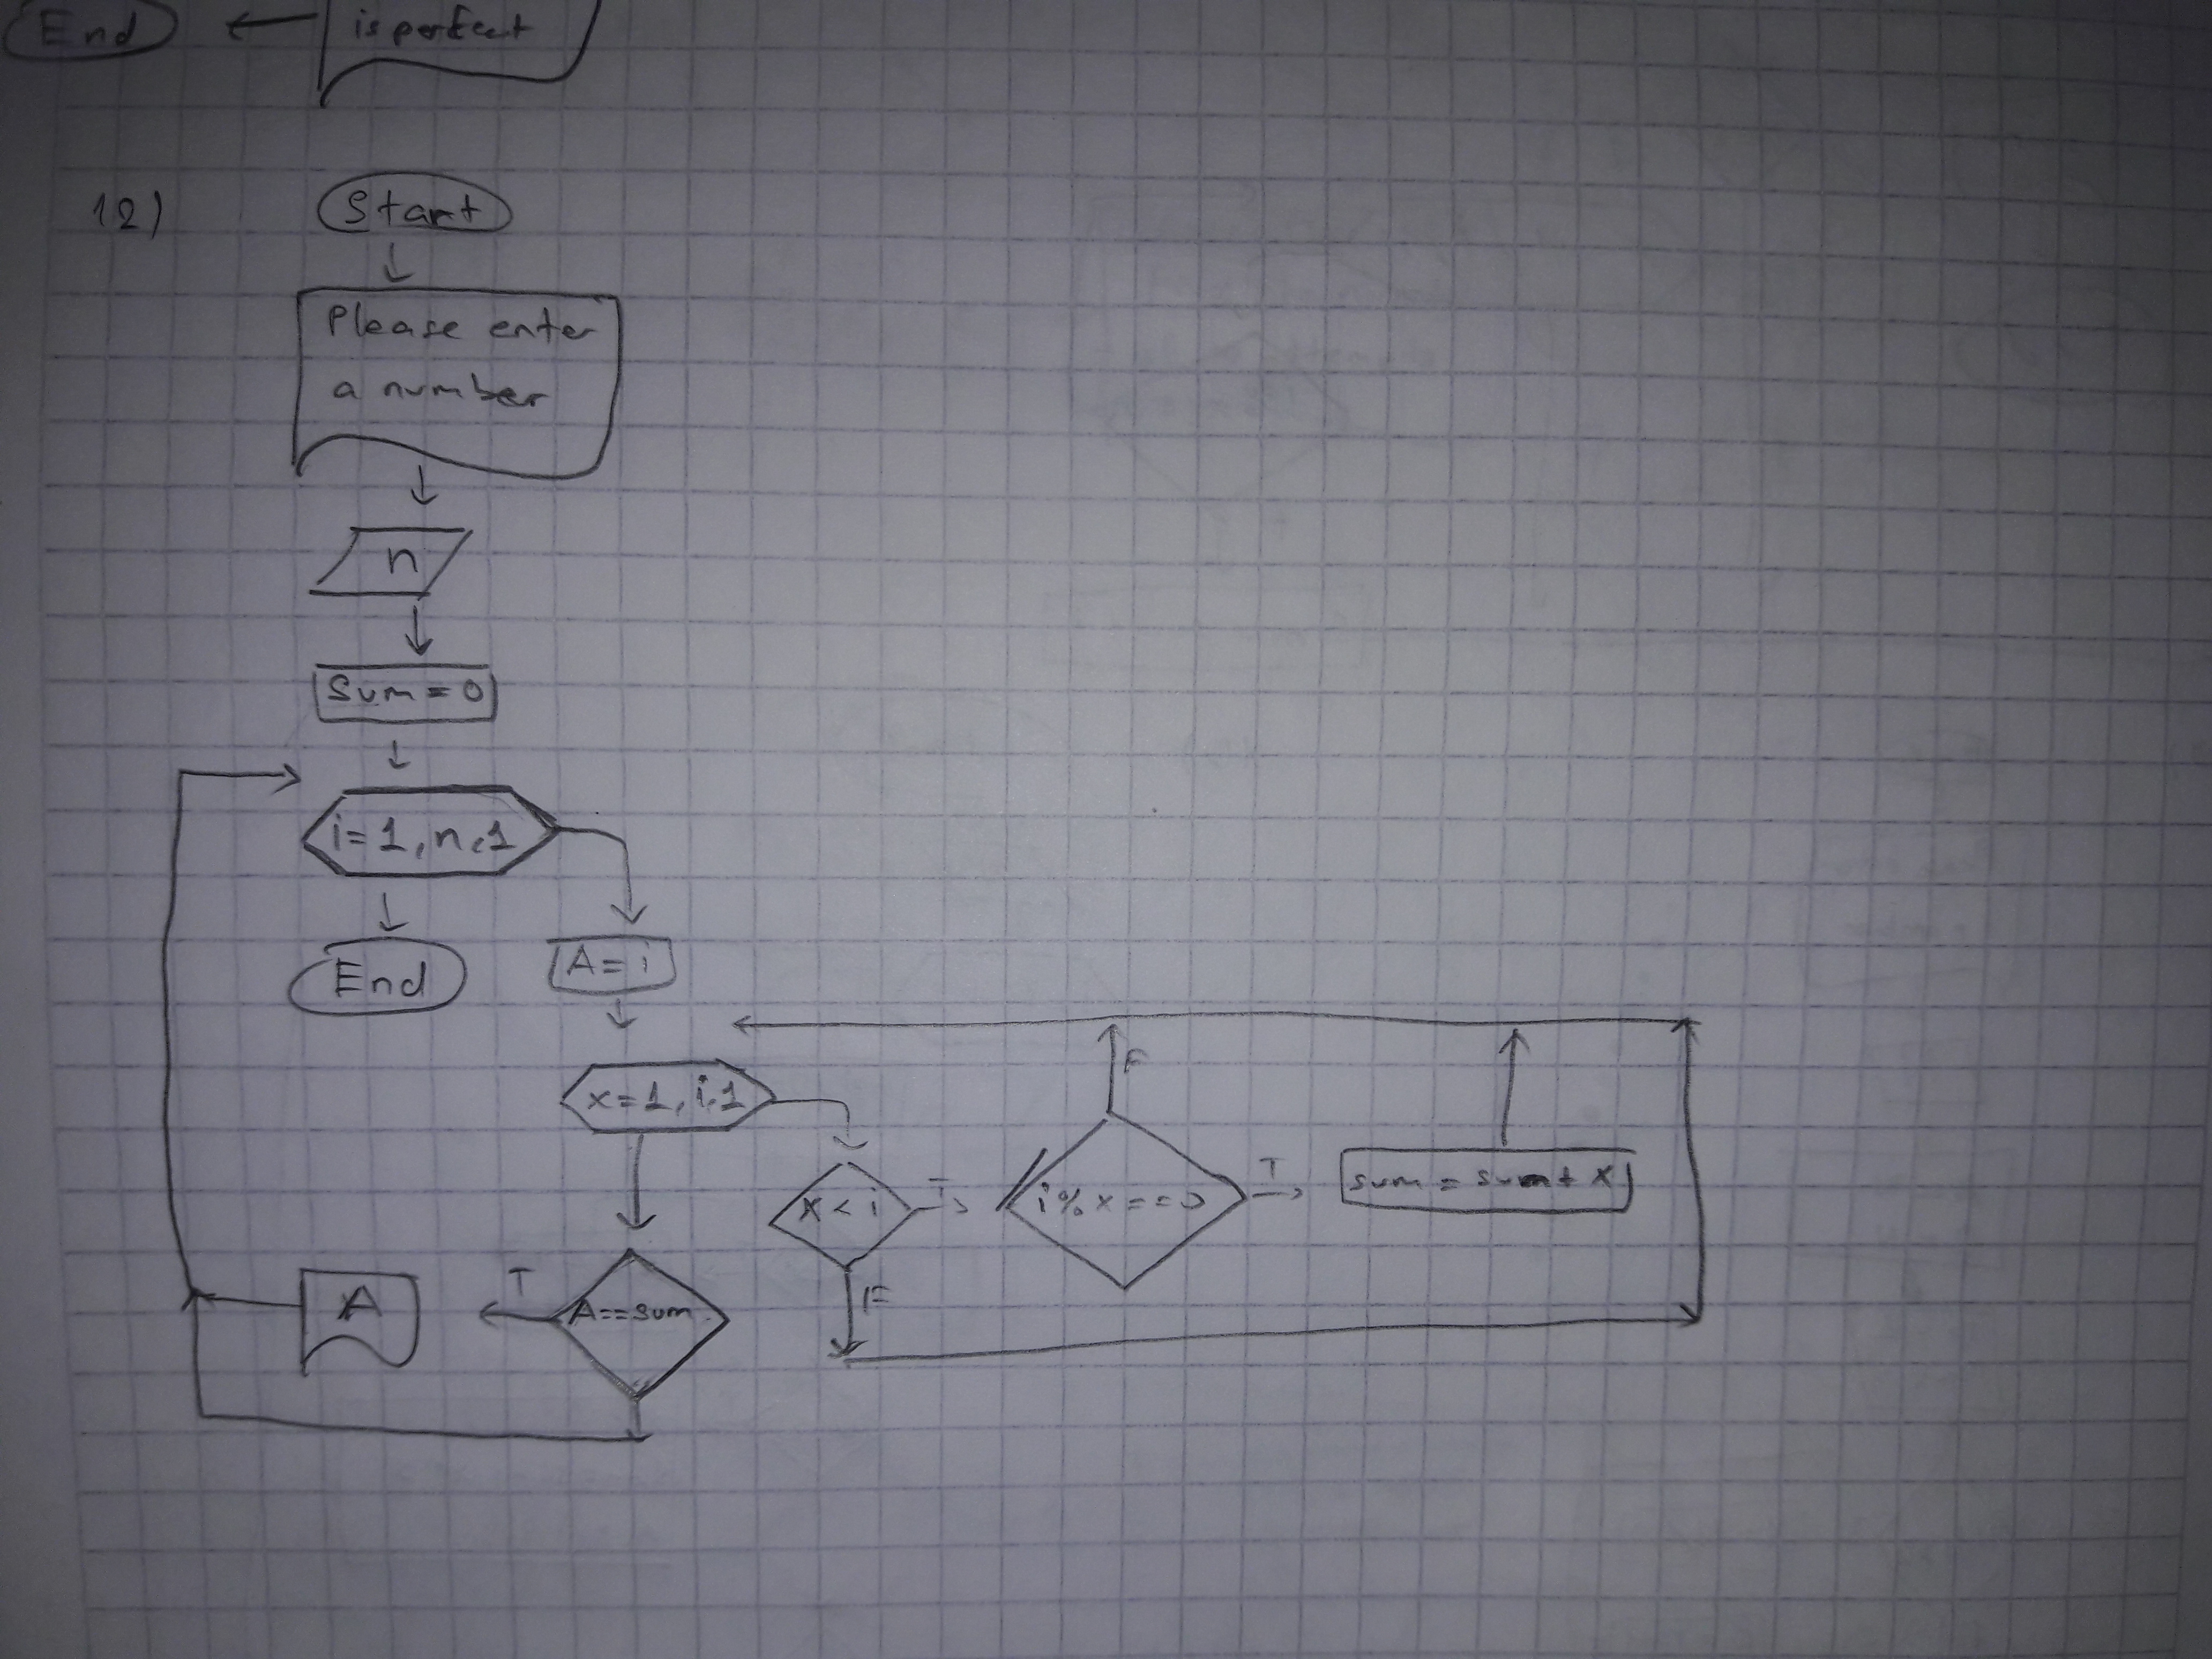 End
is perfect
12)
Start
Please enter
a number
n
Sum = 0
i = 1, n, 1
End
A = i
x = 1, i, 1
F
x < i
T
i % x == 0
T
sum = sum + x
F
T
A == sum
A